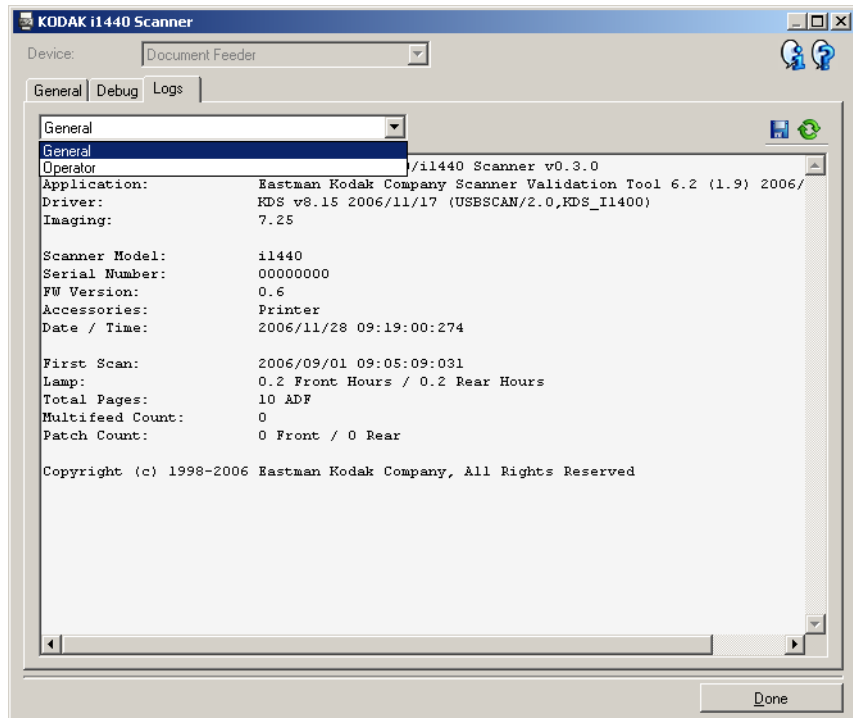 KODAK i1440 Scanner
Device: Document Feeder
General Debug Logs
General
General
Operator
/i1440 Scanner v0.3.0
Application: Eastman Kodak Company Scanner Validation Tool 6.2 (1.9) 2006/
Driver: KDS v8.15 2006/11/17 (USBSCAN/2.0,KDS_I1400)
Imaging: 7.25
Scanner Model: i1440
Serial Number: 00000000
FW Version: 0.6
Accessories: Printer
Date / Time: 2006/11/28 09:19:00:274
First Scan: 2006/09/01 09:05:09:031
Lamp: 0.2 Front Hours / 0.2 Rear Hours
Total Pages: 10 ADF
Multifeed Count: 0
Patch Count: 0 Front / 0 Rear
Copyright (c) 1998-2006 Eastman Kodak Company, All Rights Reserved
Done